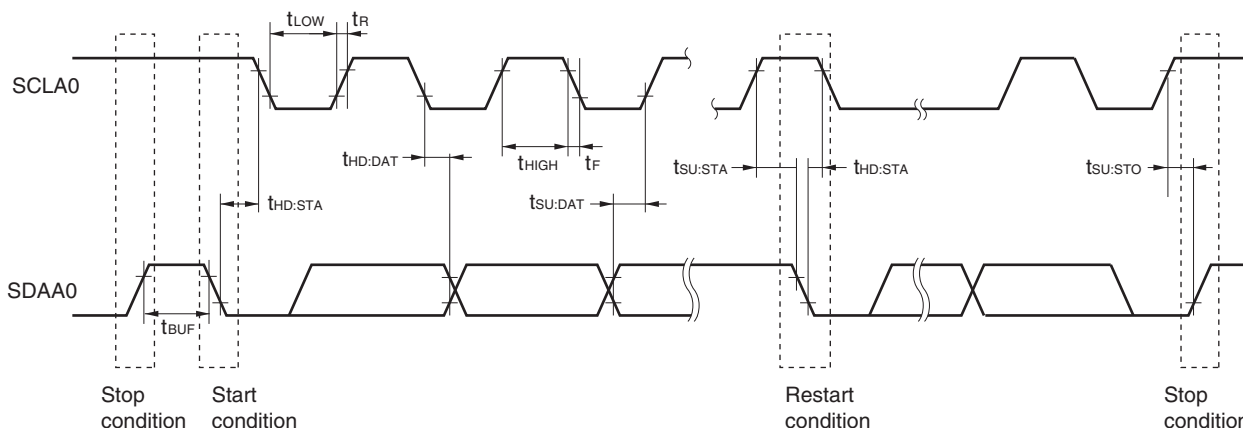 tLOW tR
SCLA0
tHD:DAT tHIGH tF tSU:STA tHD:STA tSU:STO
tHD:STA tSU:DAT
SDAA0
tBUF
Stop condition
Start condition
Restart condition
Stop condition